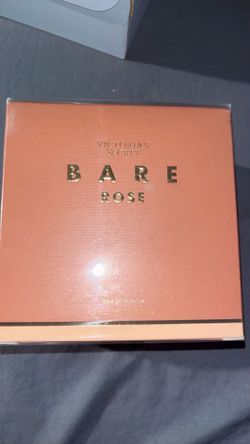 VICTORIA'S
SECRET
BARE
ROSE
EAU DE PARFUM